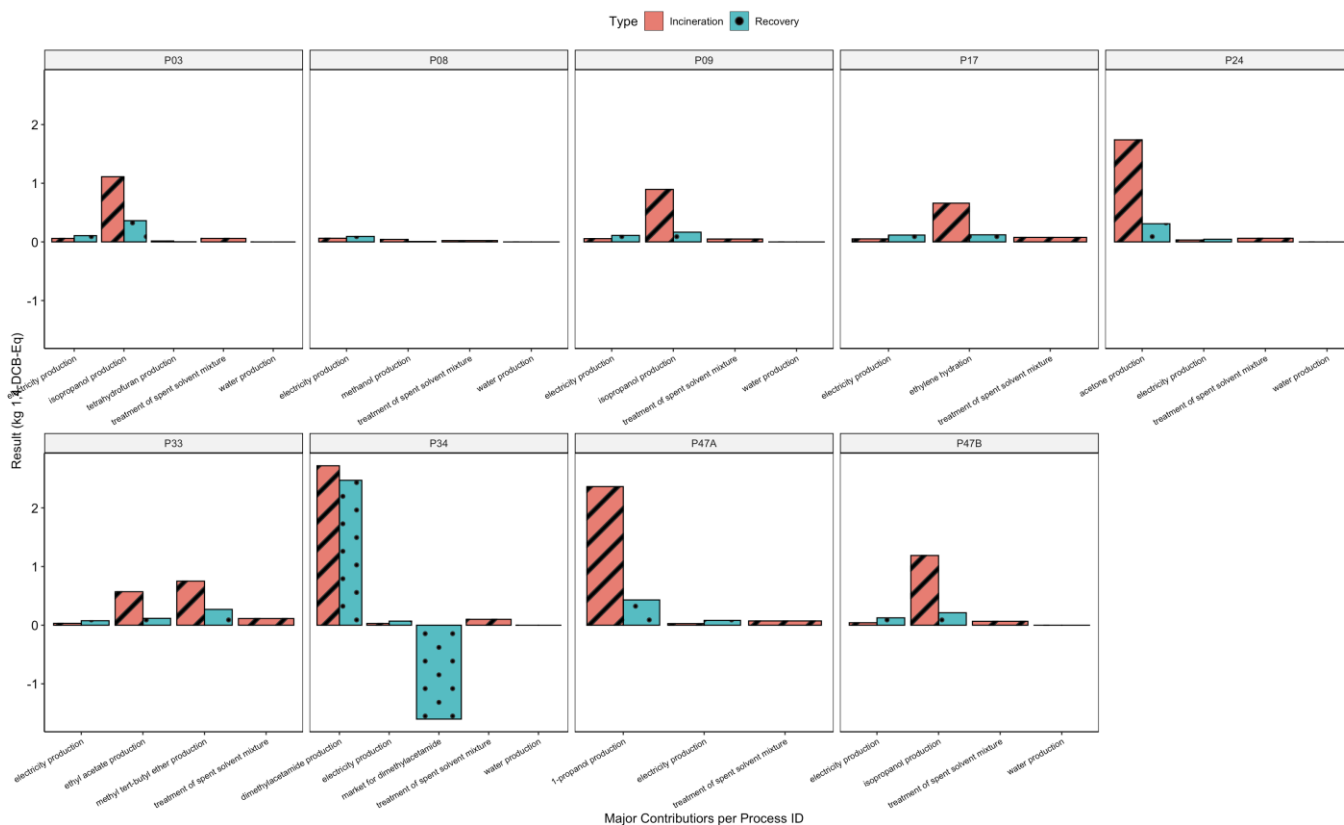 Type Incineration Recovery
P03 P08 P09 P17 P24
2
1
0
-1
electricity production
isopropanol production
tetrahydrofuran production
treatment of spent solvent mixture
water production
electricity production
methanol production
treatment of spent solvent mixture
water production
electricity production
isopropanol production
treatment of spent solvent mixture
water production
electricity production
ethylene hydration
treatment of spent solvent mixture
acetone production
electricity production
treatment of spent solvent mixture
water production
Result (kg 1,4-DCB-Eq)
P33 P34 P47A P47B
2
1
0
-1
electricity production
ethyl acetate production
methyl tert-butyl ether production
treatment of spent solvent mixture
dimethylacetamide production
electricity production
market for dimethylacetamide
treatment of spent solvent mixture
water production
1-propanol production
electricity production
treatment of spent solvent mixture
electricity production
isopropanol production
treatment of spent solvent mixture
water production
Major Contributiors per Process ID